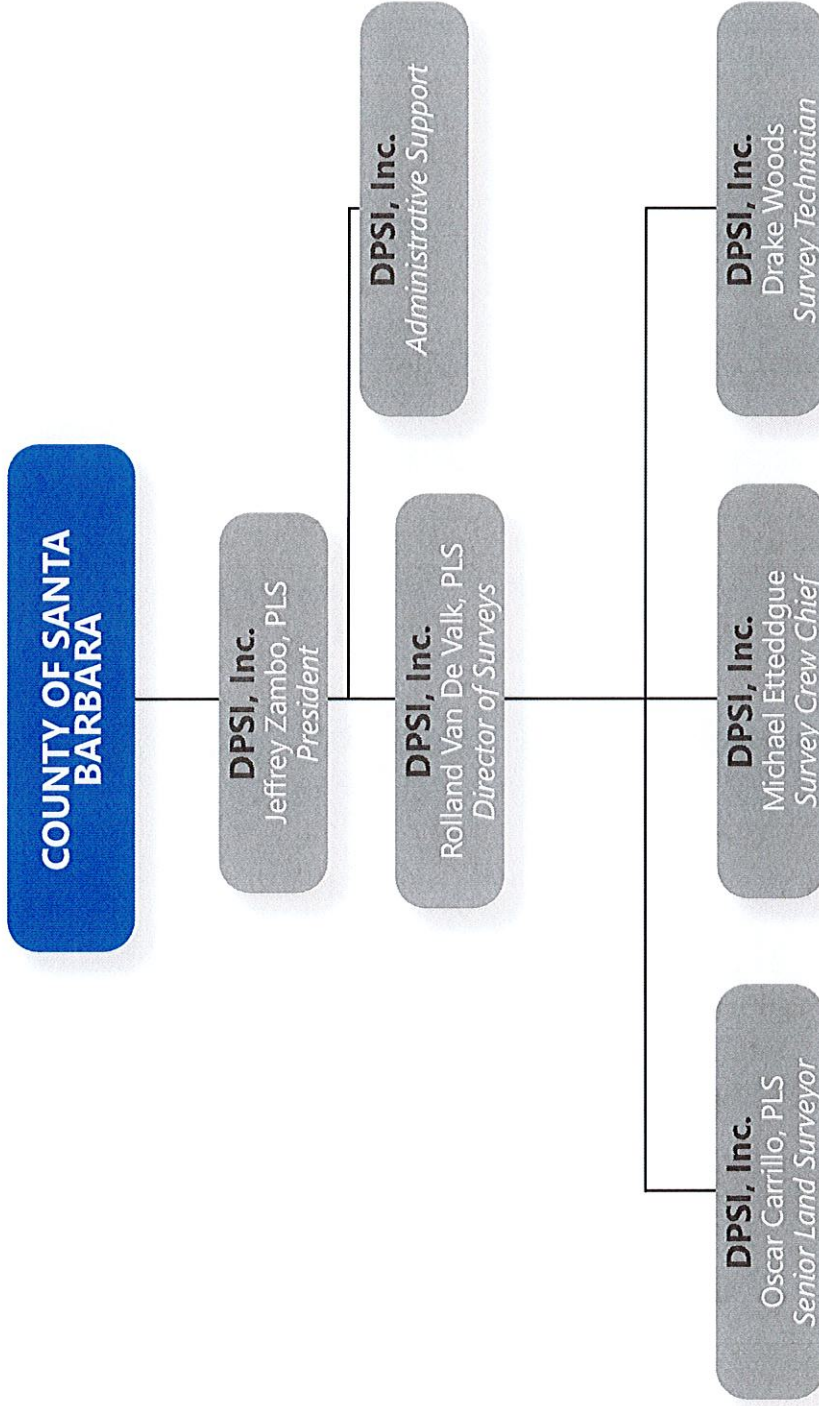 COUNTY OF SANTA
BARBARA
DPSI, Inc.
Jeffrey Zambo, PLS
President
DPSI, Inc.
Administrative Support
DPSI, Inc.
Rolland Van De Valk, PLS
Director of Surveys
DPSI, Inc.
Oscar Carrillo, PLS
Senior Land Surveyor
DPSI, Inc.
Michael Etteddgue
Survey Crew Chief
DPSI, Inc.
Drake Woods
Survey Technician